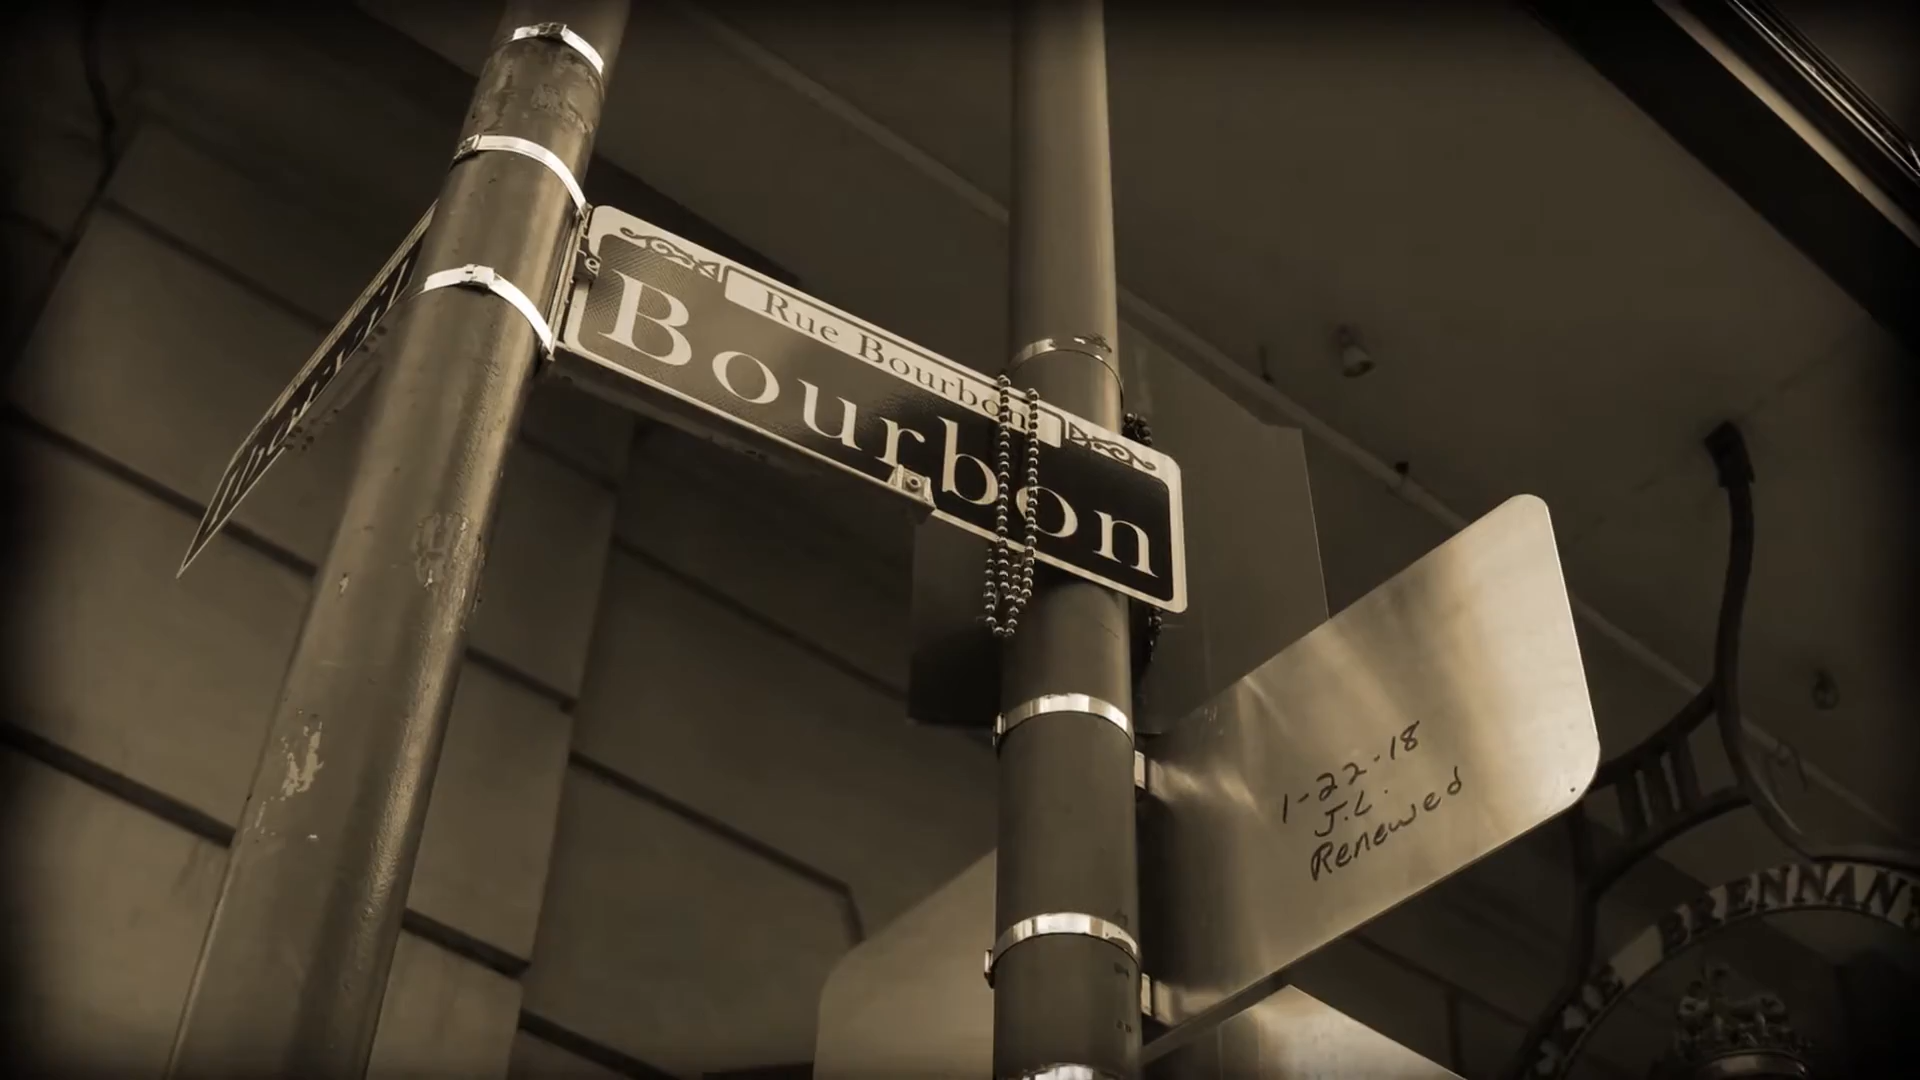 Rue Bourbon
Bourbon
1-22-18
J.L.
Renewed
BRENNAN'S